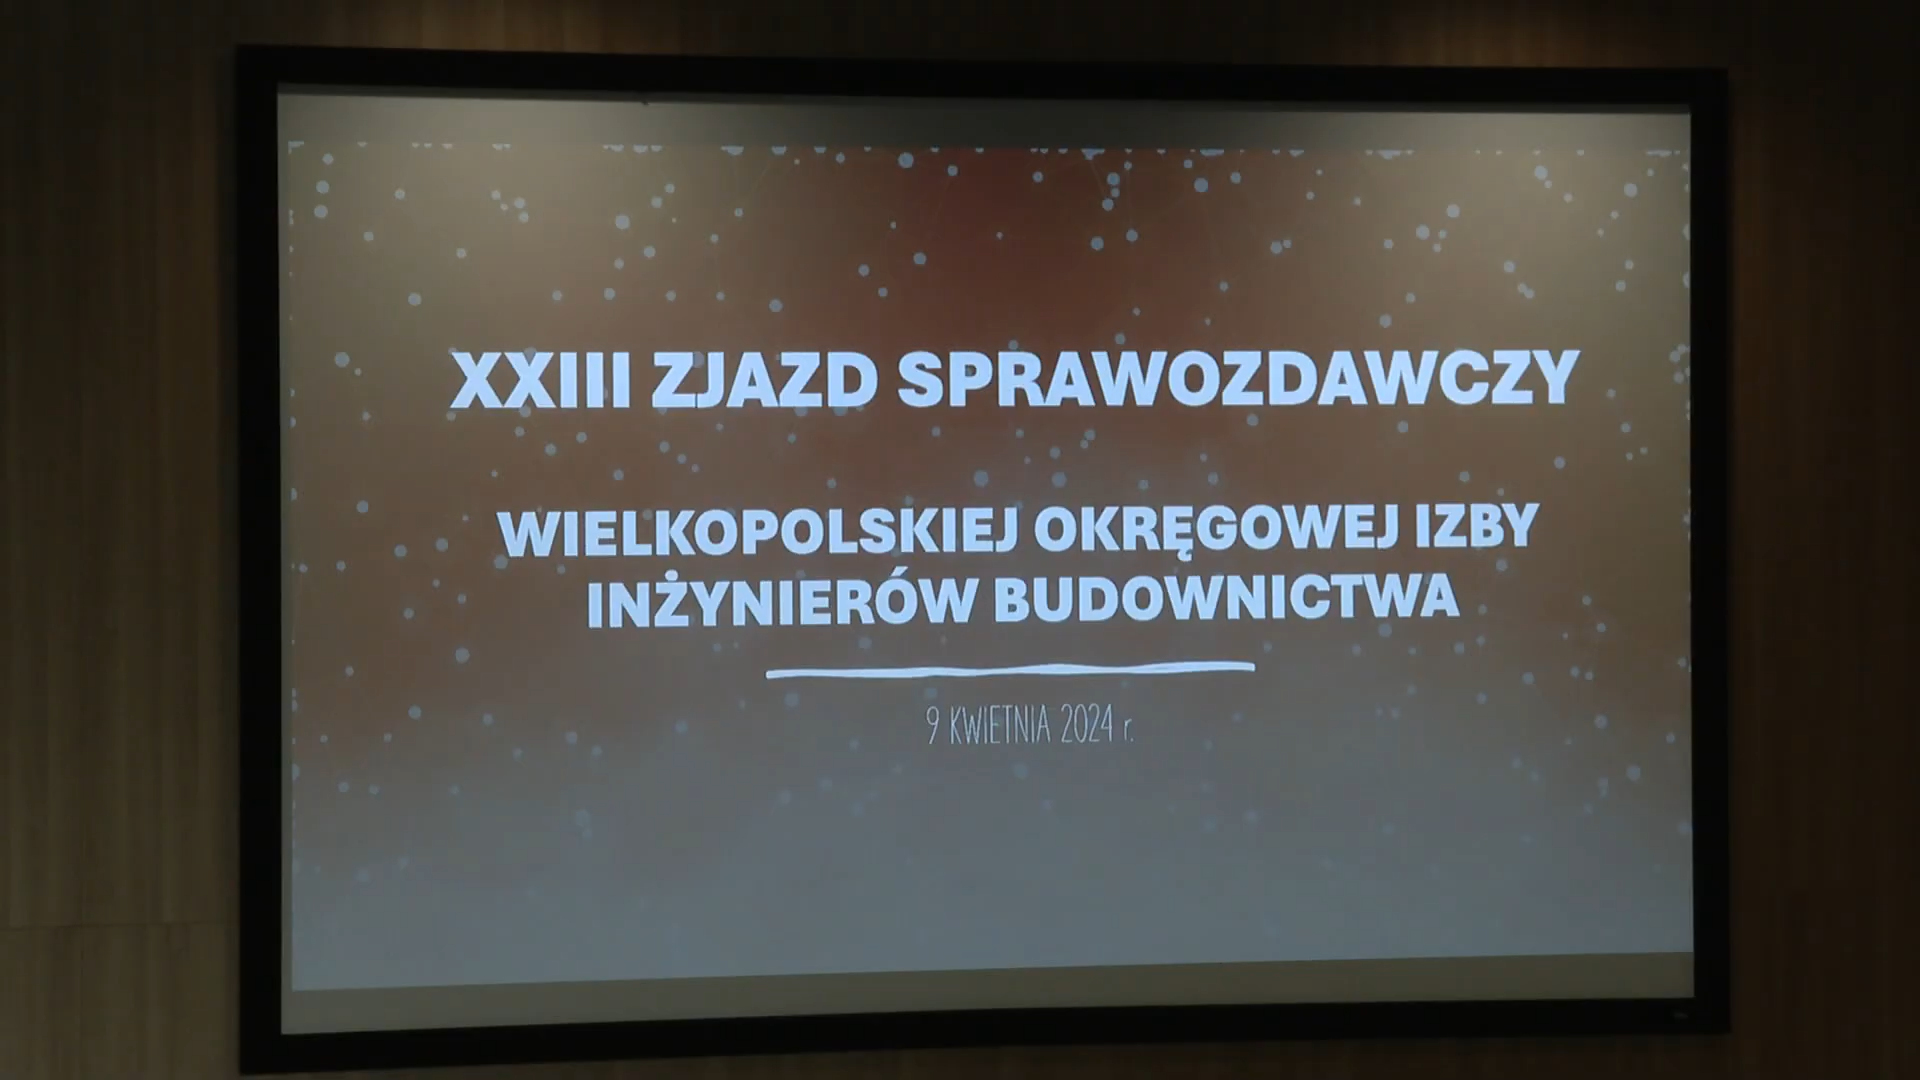 XXIII ZJAZD SPRAWOZDAWCZY
WIELKOPOLSKIEJ OKRĘGOWEJ IZBY
INŻYNIERÓW BUDOWNICTWA
9 KWIETNIA 2024 r.